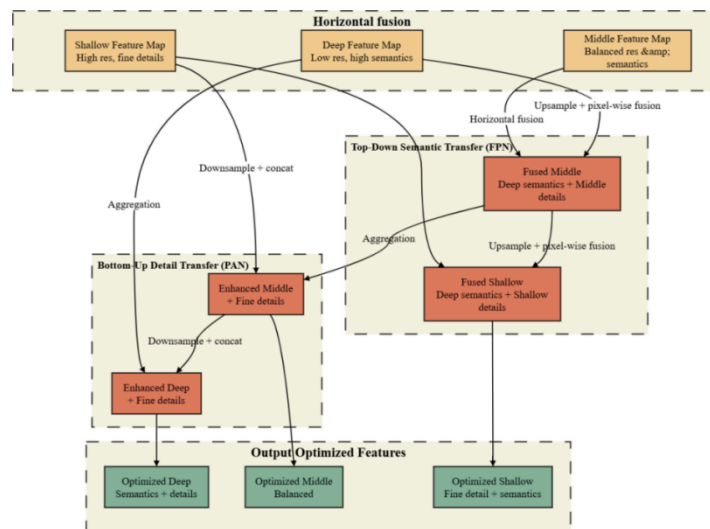 Horizontal fusion
Shallow Feature Map
High res, fine details
Deep Feature Map
Low res, high semantics
Middle Feature Map
Balanced res &amp;
semantics
Upsample + pixel-wise fusion
Horizontal fusion
Top-Down Semantic Transfer (FPN)
Downsample + concat
Fused Middle
Deep semantics + Middle
details
Aggregation
Aggregation
Upsample + pixel-wise fusion
Bottom-Up Detail Transfer (PAN)
Enhanced Middle
+ Fine details
Fused Shallow
Deep semantics + Shallow
details
Downsample + concat
Enhanced Deep
+ Fine details
Output Optimized Features
Optimized Deep
Semantics + details
Optimized Middle
Balanced
Optimized Shallow
Fine detail + semantics